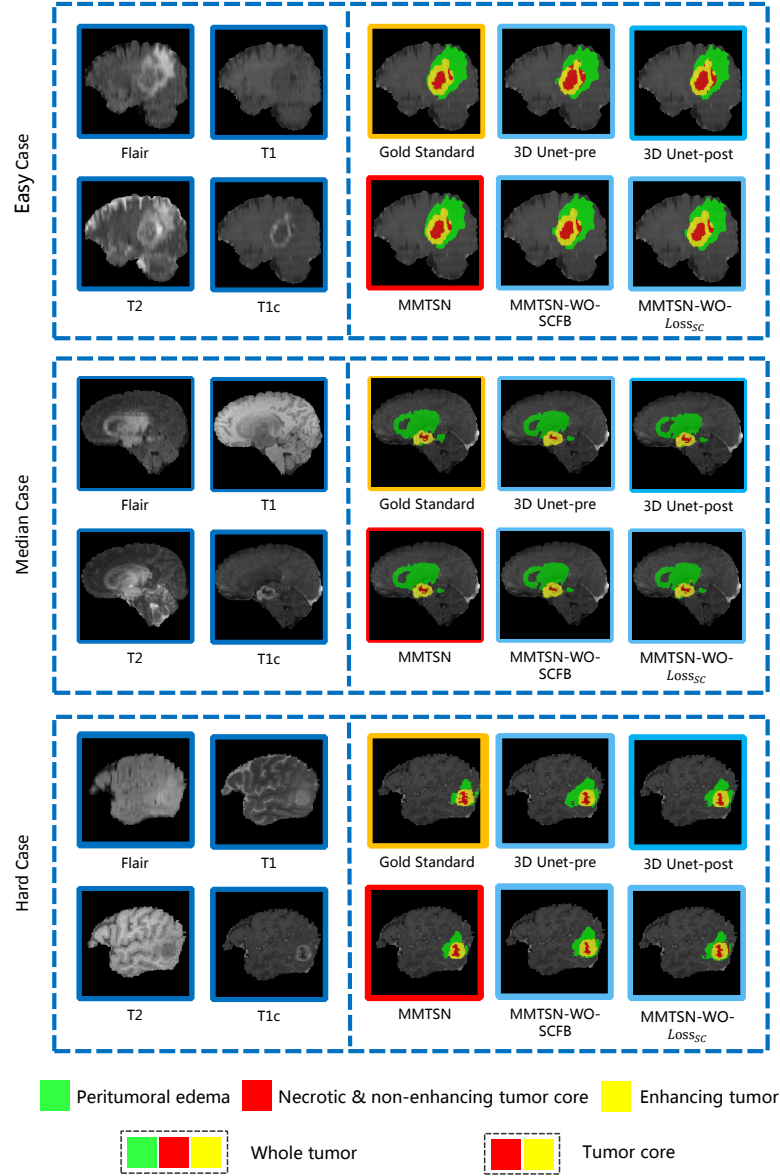 Easy Case
Flair
T1
Gold Standard
3D Unet-pre
3D Unet-post
T2
T1c
MMTSN
MMTSN-WO-
SCFB
MMTSN-WO-
Loss_SC
Median Case
Flair
T1
Gold Standard
3D Unet-pre
3D Unet-post
T2
T1c
MMTSN
MMTSN-WO-
SCFB
MMTSN-WO-
Loss_SC
Hard Case
Flair
T1
Gold Standard
3D Unet-pre
3D Unet-post
T2
T1c
MMTSN
MMTSN-WO-
SCFB
MMTSN-WO-
Loss_SC
Peritumoral edema
Necrotic & non-enhancing tumor core
Enhancing tumor
Whole tumor
Tumor core